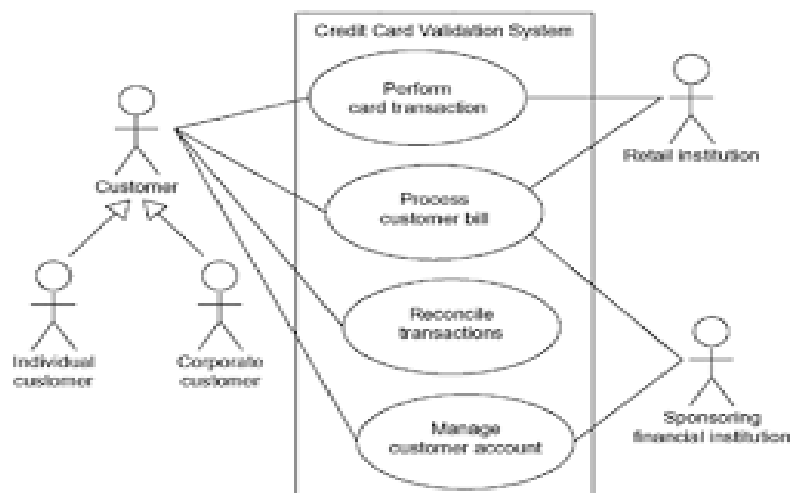 Credit Card Validation System
Perform
card transaction
Customer
Retail institution
Process
customer bill
Individual
customer
Corporate
customer
Reconcile
transactions
Manage
customer account
Sponsoring
financial institution